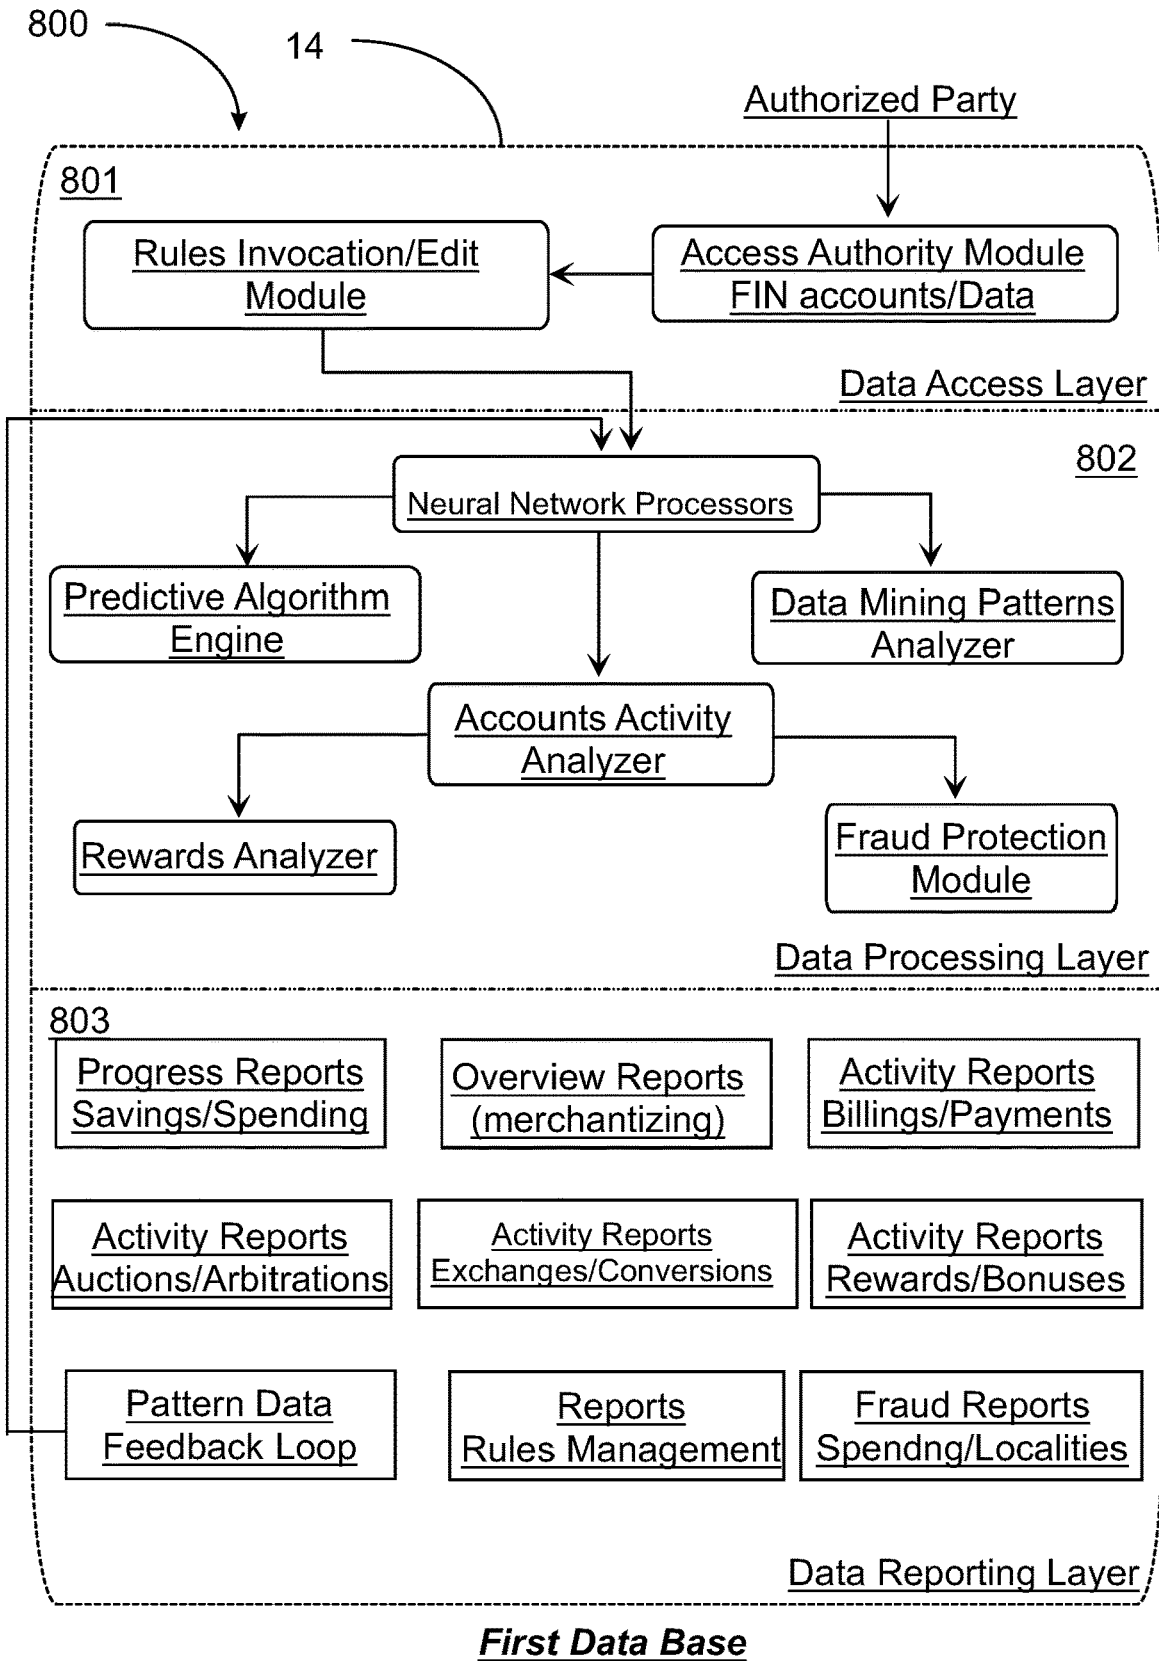 800
14
Authorized Party
801
Rules Invocation/Edit
Module
Access Authority Module
FIN accounts/Data
Data Access Layer
802
Neural Network Processors
Predictive Algorithm
Engine
Data Mining Patterns
Analyzer
Accounts Activity
Analyzer
Rewards Analyzer
Fraud Protection
Module
Data Processing Layer
803
Progress Reports
Savings/Spending
Overview Reports
(merchantizing)
Activity Reports
Billings/Payments
Activity Reports
Auctions/Arbitrations
Activity Reports
Exchanges/Conversions
Activity Reports
Rewards/Bonuses
Pattern Data
Feedback Loop
Reports
Rules Management
Fraud Reports
Spendng/Localities
Data Reporting Layer
First Data Base